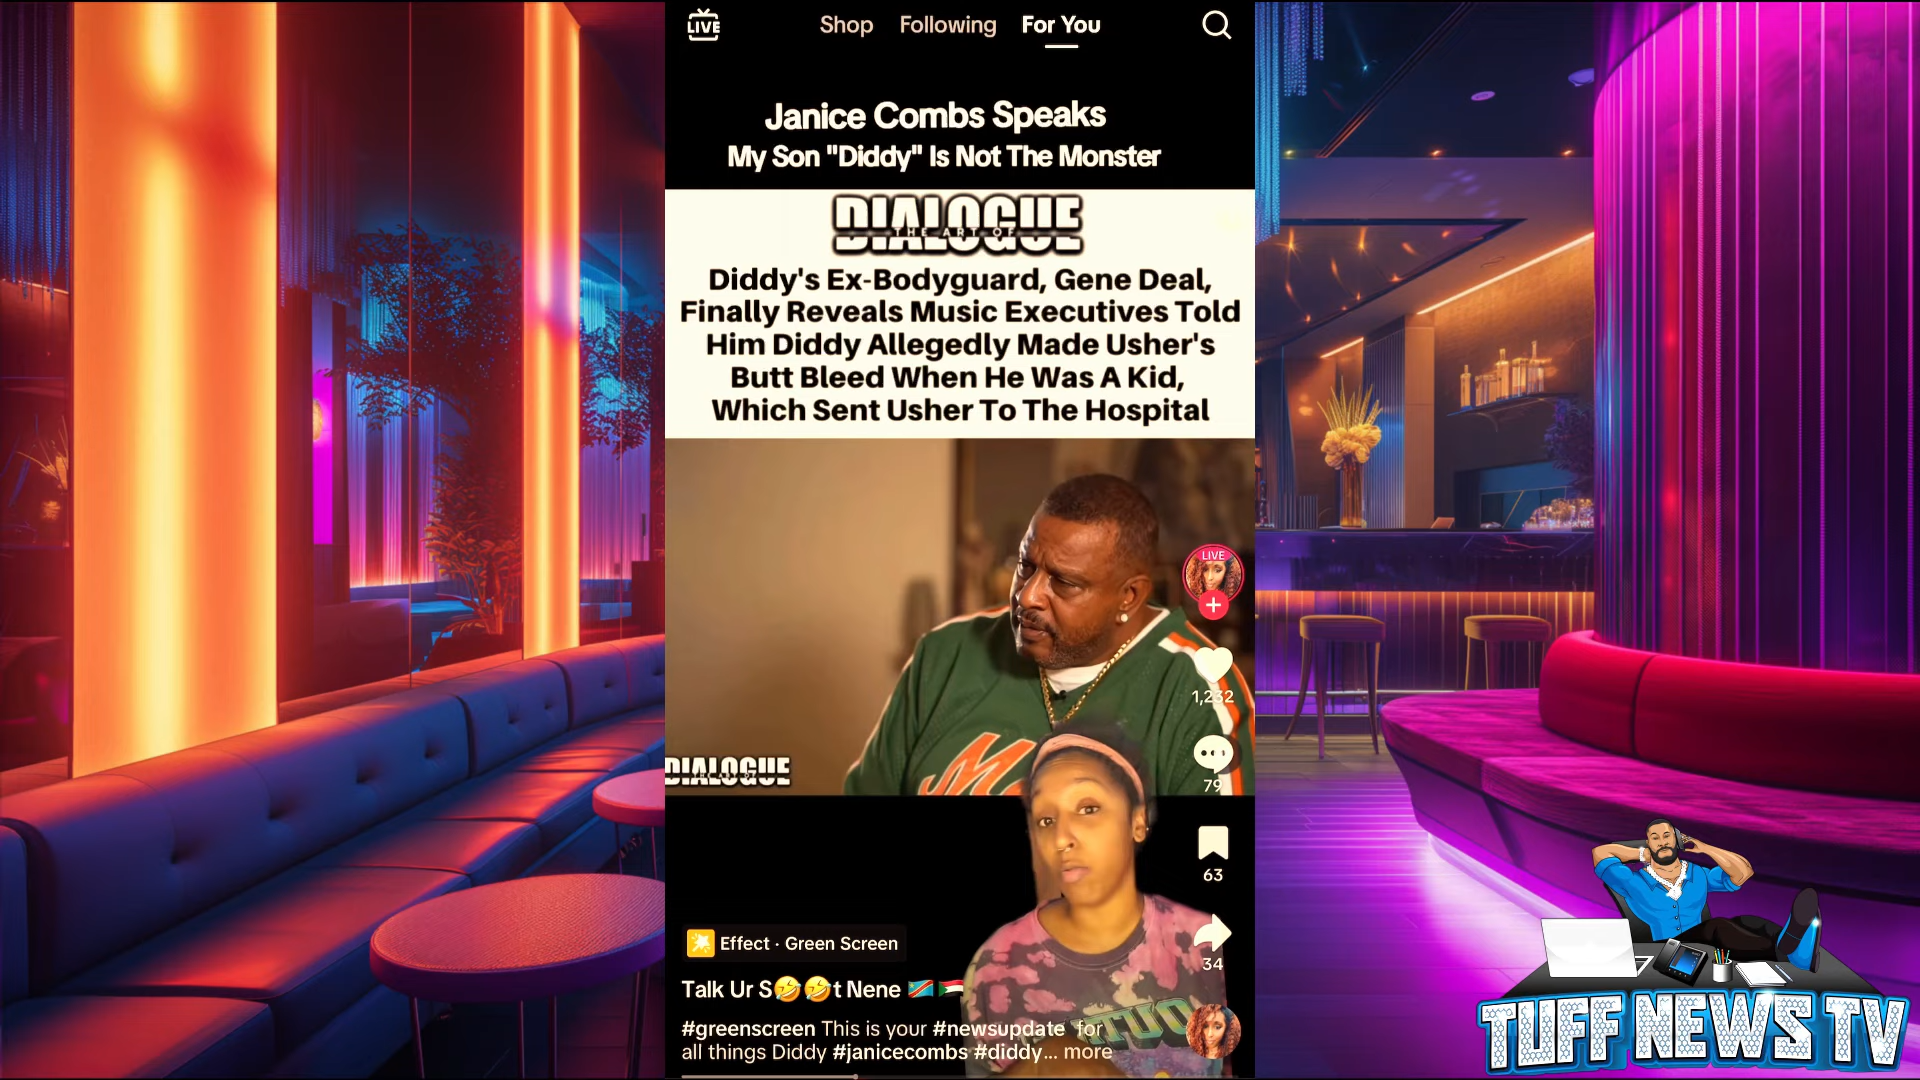 LIVE
Shop
Following
For You
Janice Combs Speaks
My Son "Diddy" Is Not The Monster
DIALOGUE
THE ART OF
Diddy's Ex-Bodyguard, Gene Deal,
Finally Reveals Music Executives Told
Him Diddy Allegedly Made Usher's
Butt Bleed When He Was A Kid,
Which Sent Usher To The Hospital
LIVE
1,232
DIALOGUE
79
63
Effect · Green Screen
34
Talk Ur S🤣🤣t Nene 🇨🇩🇸🇩
#greenscreen This is your #newsupdate for
all things Diddy #janicecombs #diddy... more
TUFF NEWS TV